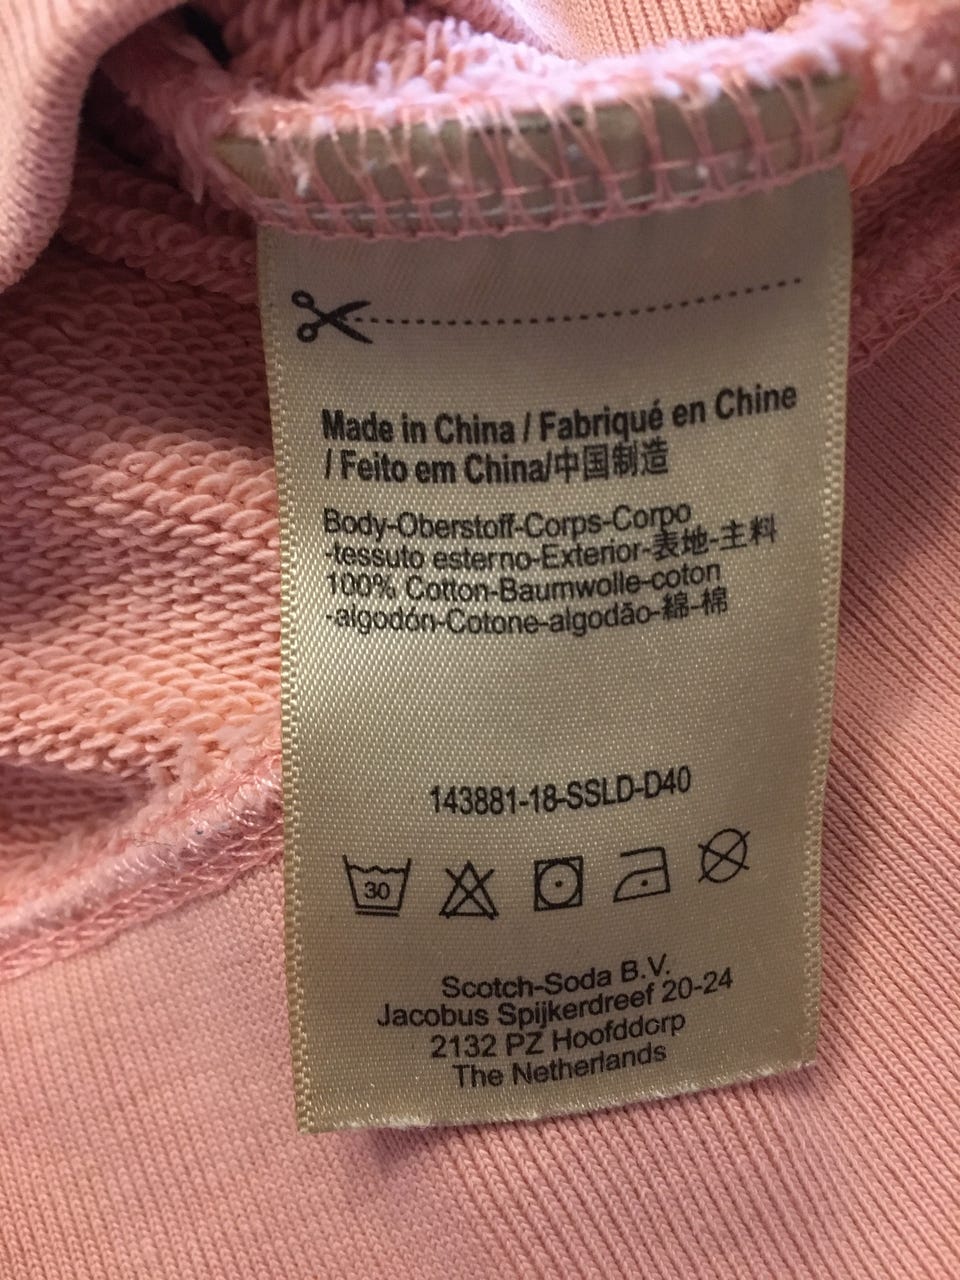 Made in China / Fabriqué en Chine
/ Feito em China/中国制造
Body-Oberstoff-Corps-Corpo
-tessuto esterno-Exterior-表地-主料
100% Cotton-Baumwolle-coton
-algodón-Cotone-algodão-綿-棉
143881-18-SSLD-D40
30
Scotch-Soda B.V.
Jacobus Spijkerdreef 20-24
2132 PZ Hoofddorp
The Netherlands